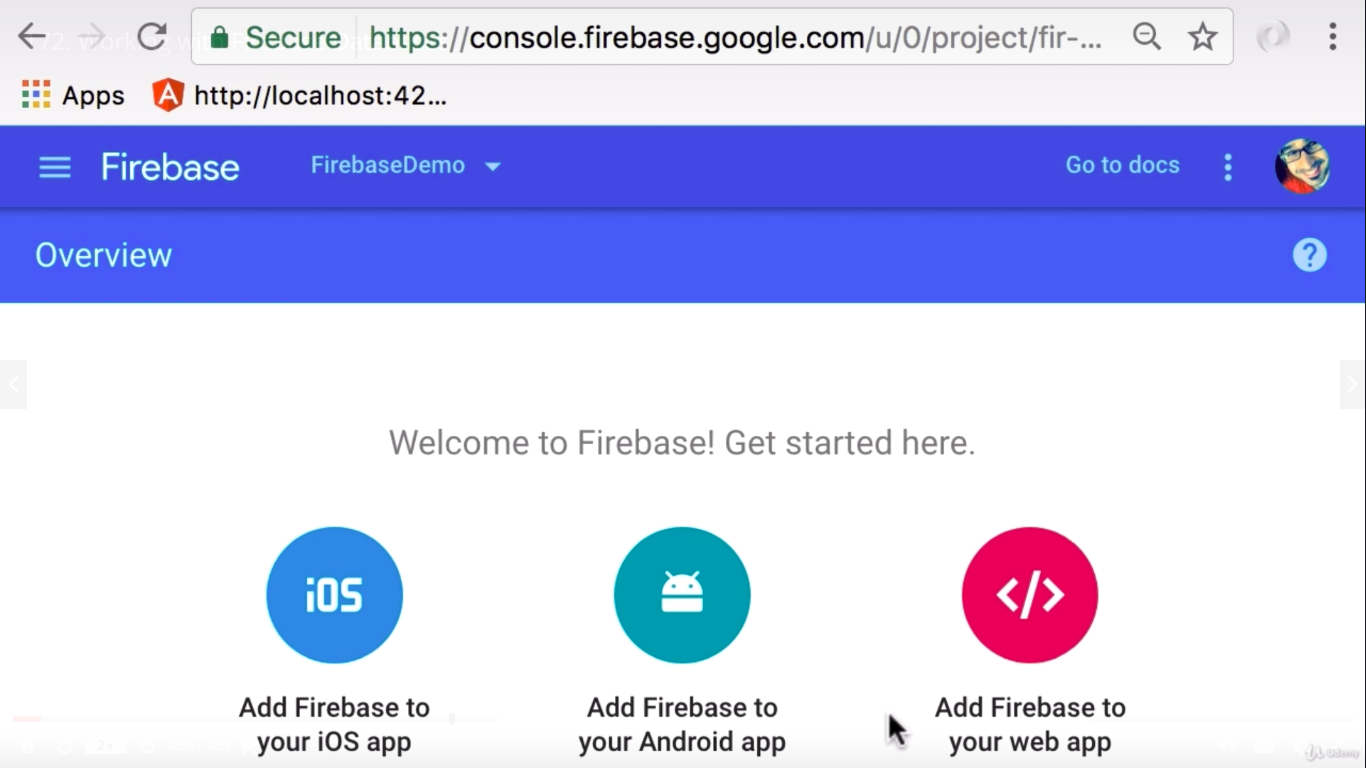 Secure https://console.firebase.google.com/u/0/project/fir-...
Apps http://localhost:42...
Firebase FirebaseDemo Go to docs
Overview ?
Welcome to Firebase! Get started here.
iOS </>
Add Firebase to your iOS app
Add Firebase to your Android app
Add Firebase to your web app
2x
Udemy